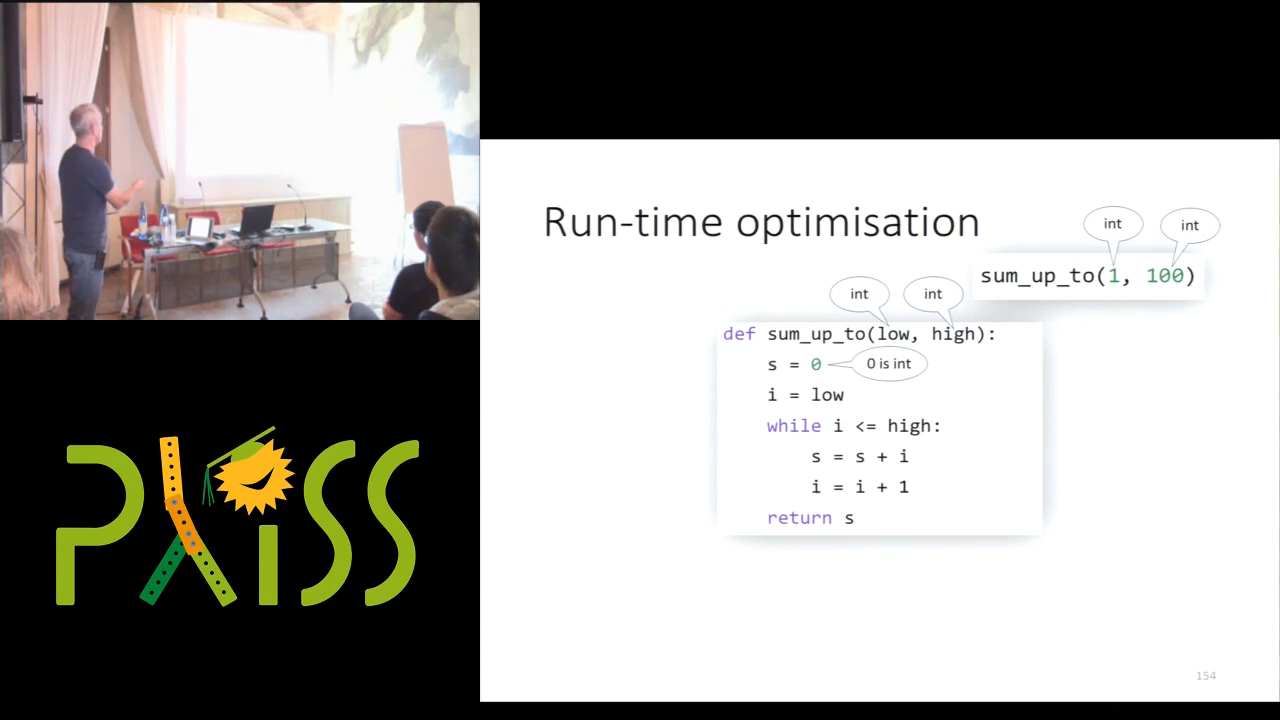 Run-time optimisation
int int
sum_up_to(1, 100)
int int
def sum_up_to(low, high):
s = 0 0 is int
i = low
while i <= high:
s = s + i
i = i + 1
return s
154
PLISS